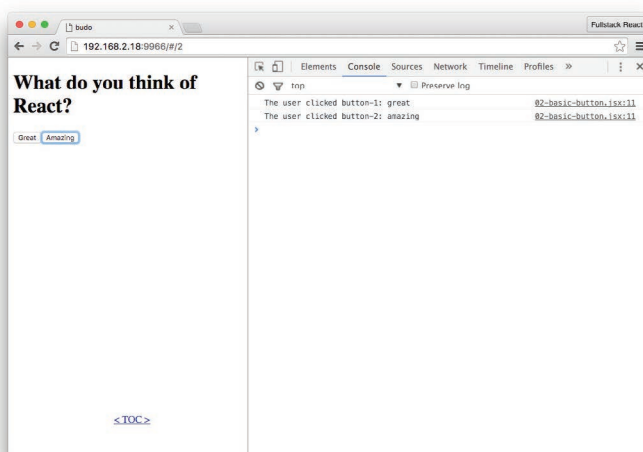 budo
Fullstack React
192.168.2.18:9966/#/2
Elements Console Sources Network Timeline Profiles »
top Preserve log
What do you think of
React?
Great Amazing
The user clicked button-1: great 02-basic-button.jsx:11
The user clicked button-2: amazing 02-basic-button.jsx:11
< TOC >